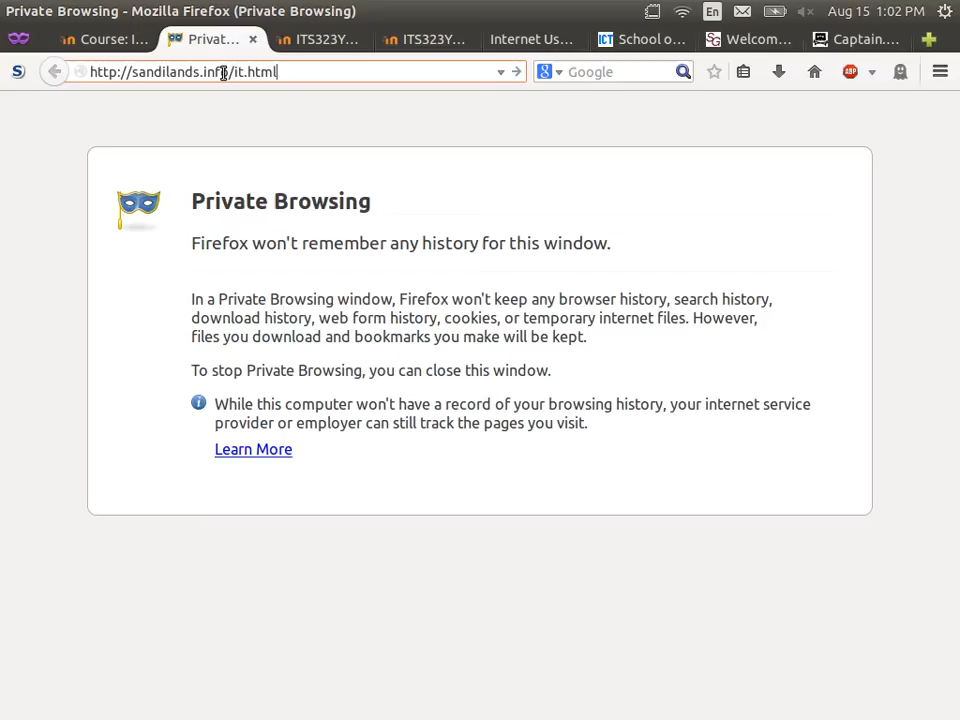 Private Browsing - Mozilla Firefox (Private Browsing)
En
Aug 15 1:02 PM
Course: I...
Privat...
ITS323Y...
ITS323Y...
Internet Us...
ICT School o...
SG Welcom...
Captain....
S
http://sandilands.info/it.html
8 Google
ABP
Private Browsing
Firefox won't remember any history for this window.
In a Private Browsing window, Firefox won't keep any browser history, search history,
download history, web form history, cookies, or temporary internet files. However,
files you download and bookmarks you make will be kept.
To stop Private Browsing, you can close this window.
While this computer won't have a record of your browsing history, your internet service
provider or employer can still track the pages you visit.
Learn More